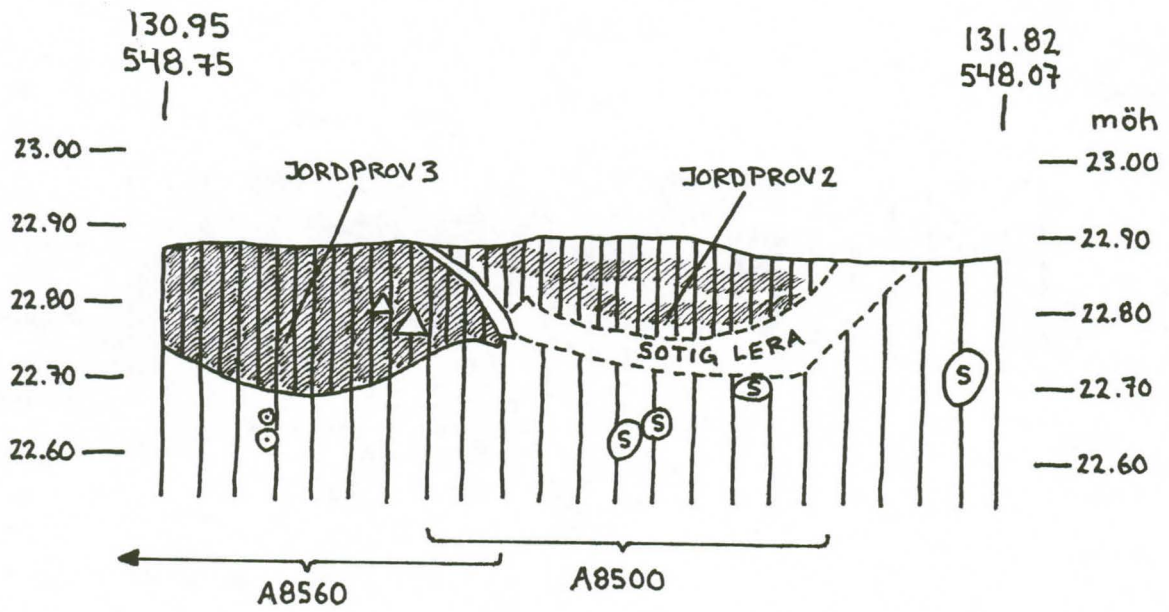 130.95
548.75
131.82
548.07
möh
23.00
23.00
JORDPROV 3
JORDPROV 2
22.90
22.90
22.80
22.80
SOTIG LERA
22.70
22.70
S
S
S
S
22.60
22.60
A8560
A8500